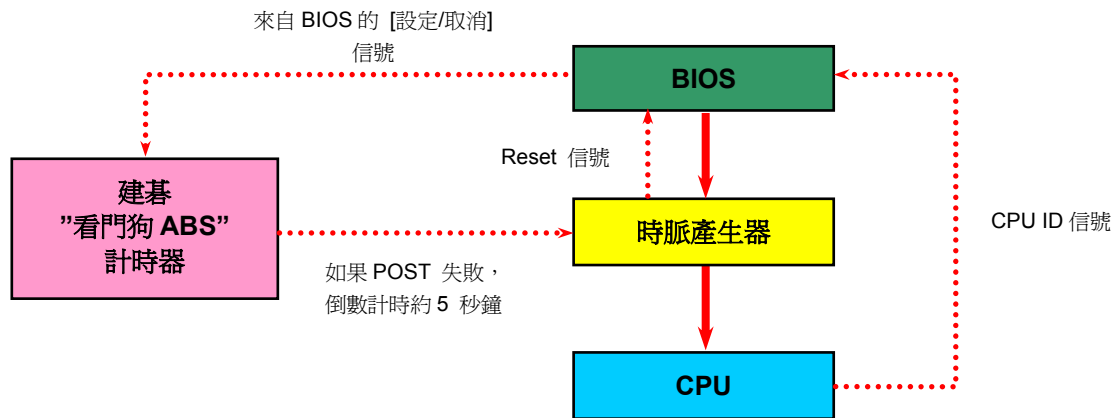 來自 BIOS 的 [設定/取消]
信號
BIOS
Reset 信號
建碁
”看門狗 ABS”
計時器
時脈產生器
CPU ID 信號
如果 POST 失敗，
倒數計時約 5 秒鐘
CPU